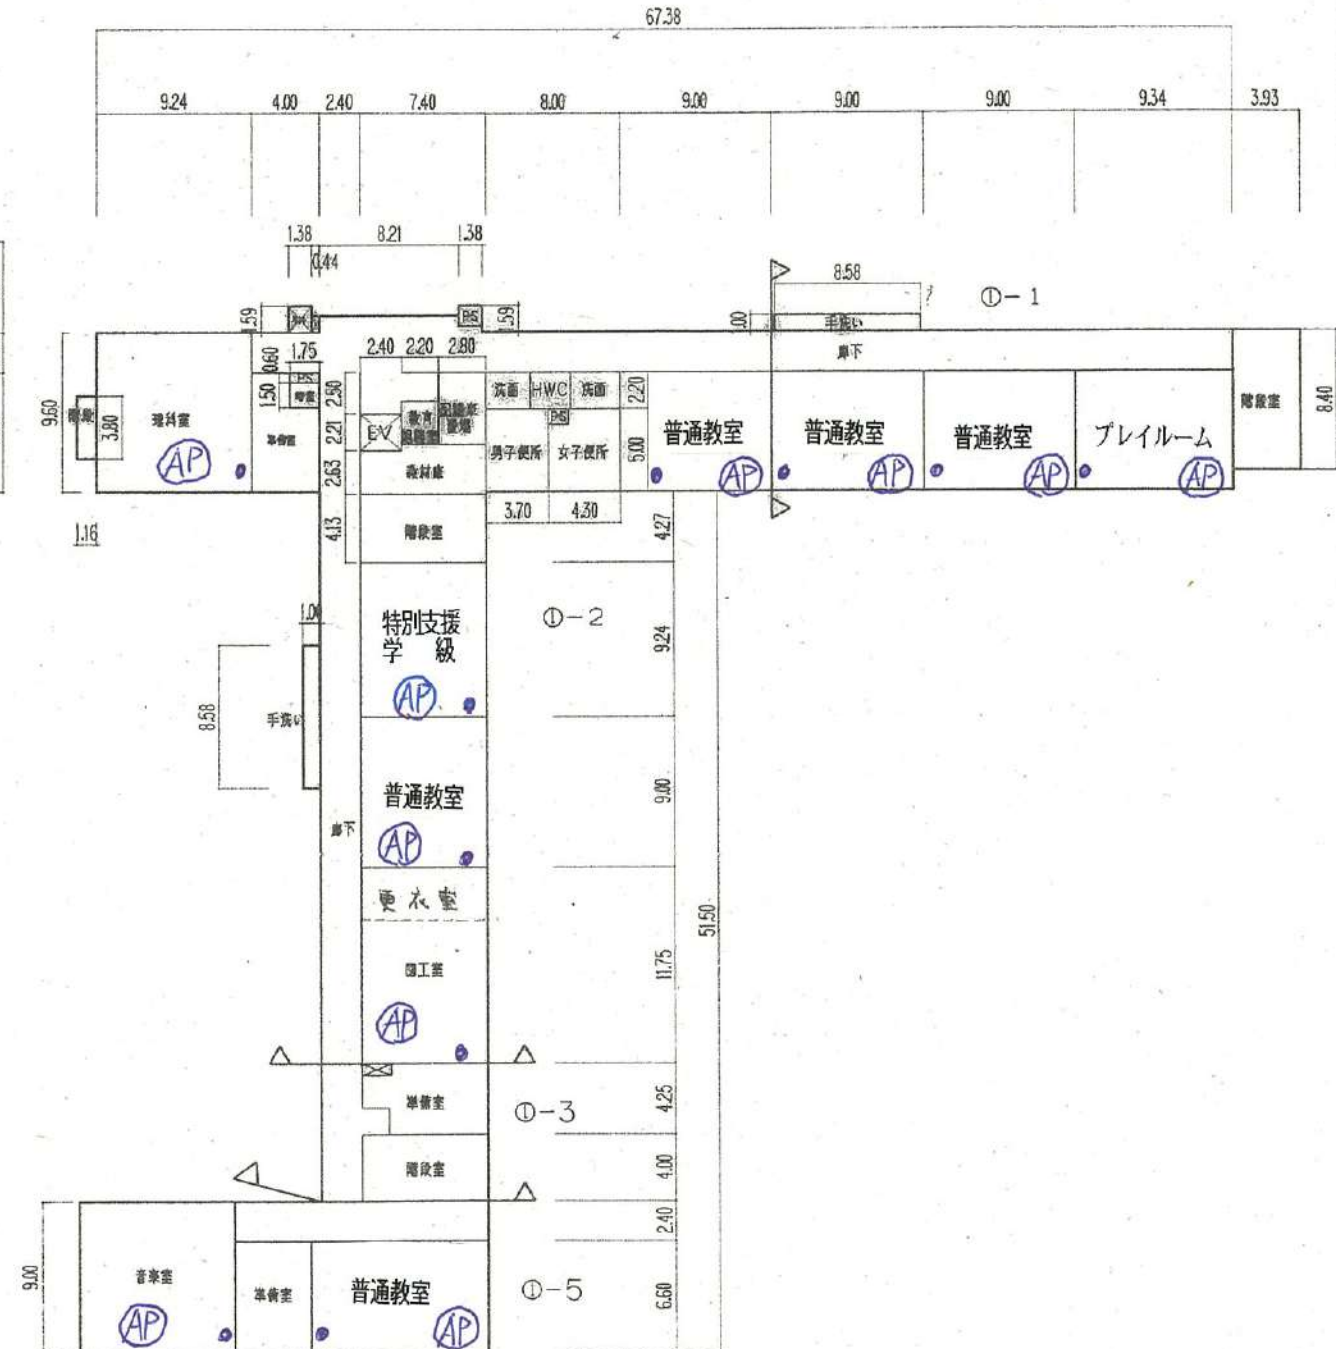 67.38
9.24 4.00 2.40 7.40 8.00 9.00 9.00 9.00 9.34 3.93
1.38 8.21 1.38
0.44
8.58
①-1
1.59 PS 1.59
1.00 手洗い
廊下
0.60 1.75 2.40 2.20 2.80
PS
1.50
2.50
洗面 HWC 洗面 2.20
PS
9.60 階段 3.80 理科室 準備室
2.21 EV 教育
2.63 教材庫
男子便所 女子便所 5.00
普通教室 普通教室 普通教室 プレイルーム
階段室 8.40
AP AP AP AP AP
3.70 4.30
1.16
4.13 階段室 4.27
特別支援
学 級
①-2
1.00
9.24
AP
8.58 手洗い
普通教室
9.00
廊下
AP
更衣室
51.50
図工室
11.75
AP
準備室
①-3
4.25
階段室
4.00
2.40
9.00 音楽室 準備室 普通教室 ①-5 6.60
AP AP